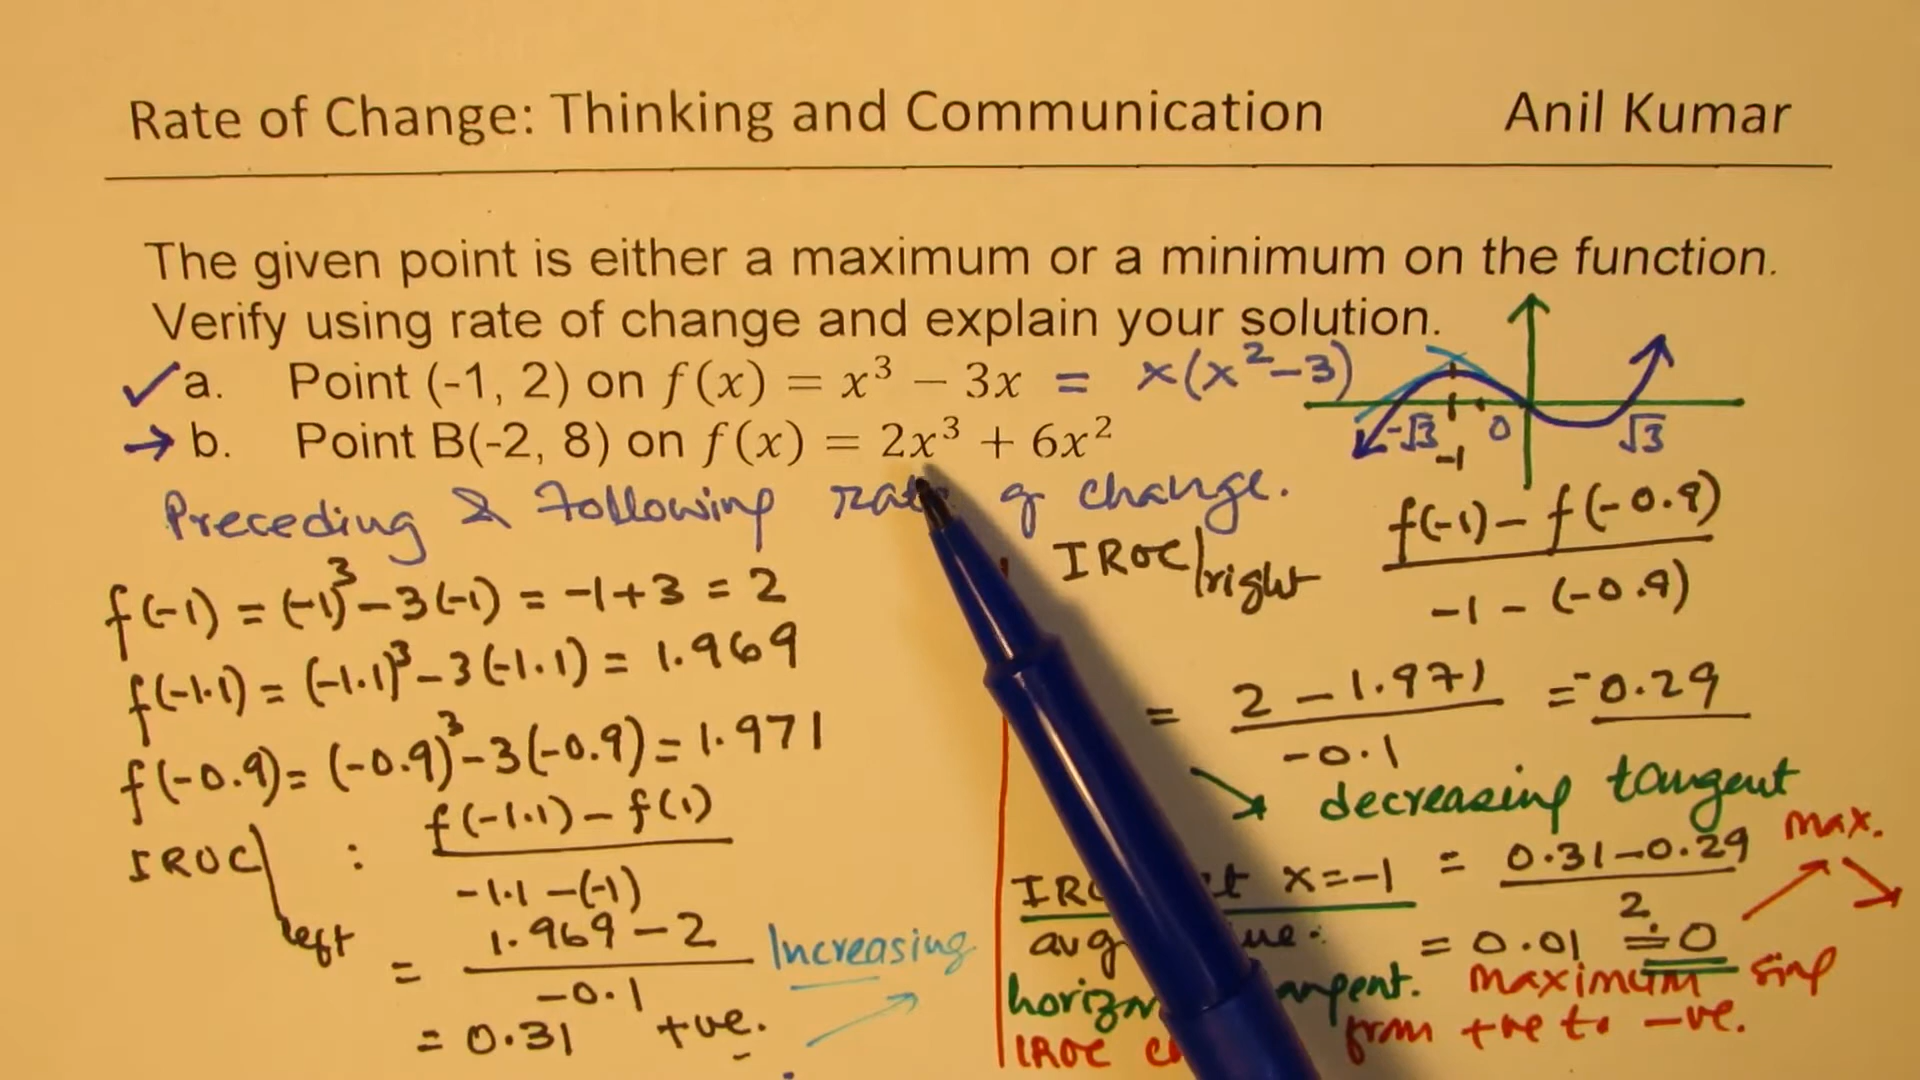 Rate of Change: Thinking and Communication Anil Kumar
The given point is either a maximum or a minimum on the function.
Verify using rate of change and explain your solution.
✓ a. Point (-1, 2) on f(x) = x³ − 3x = x(x²-3)
→ b. Point B(-2, 8) on f(x) = 2x³ + 6x²
-√3 -1 0 √3
Preceding & Following rate of change.
f(-1) = (-1)³ - 3(-1) = -1+3 = 2
f(-1.1) = (-1.1)³ - 3(-1.1) = 1.969
f(-0.9) = (-0.9)³ - 3(-0.9) = 1.971
IROC|left : f(-1.1) - f(1)
-1.1 - (-1)
= 1.969 - 2
-0.1
= 0.31 +ve.
Increasing
IROC|right f(-1) - f(-0.9)
-1 - (-0.9)
= 2 - 1.971 = -0.29
-0.1
decreasing tangent
x = -1 = 0.31-0.29
2
avg = 0.01 ≐ 0
max.
maximum sinp
from +ve to -ve.
IROC